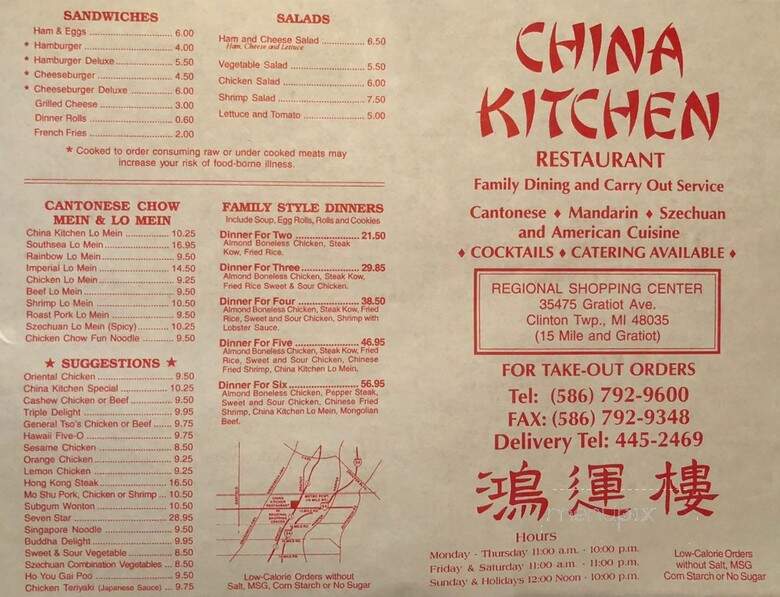 SANDWICHES
Ham & Eggs 6.00
* Hamburger 4.00
* Hamburger Deluxe 5.50
* Cheeseburger 4.50
* Cheeseburger Deluxe 6.00
Grilled Cheese 3.00
Dinner Rolls 0.60
French Fries 2.00
SALADS
Ham and Cheese Salad 6.50
Ham, Cheese and Lettuce
Vegetable Salad 5.50
Chicken Salad 6.00
Shrimp Salad 7.50
Lettuce and Tomato 5.00
* Cooked to order consuming raw or under cooked meats may
increase your risk of food-borne illness.
CANTONESE CHOW
MEIN & LO MEIN
China Kitchen Lo Mein 10.25
Southsea Lo Mein 16.95
Rainbow Lo Mein 9.50
Imperial Lo Mein 14.50
Chicken Lo Mein 9.25
Beef Lo Mein 9.50
Shrimp Lo Mein 10.50
Roast Pork Lo Mein 9.50
Szechuan Lo Mein (Spicy) 10.25
Chicken Chow Fun Noodle 9.50
★ SUGGESTIONS ★
Oriental Chicken 9.50
China Kitchen Special 10.25
Cashew Chicken or Beef 9.50
Triple Delight 9.95
General Tso's Chicken or Beef 9.75
Hawaii Five-O 9.75
Sesame Chicken 8.50
Orange Chicken 9.25
Lemon Chicken 9.25
Hong Kong Steak 16.50
Mo Shu Pork, Chicken or Shrimp 10.50
Subgum Wonton 10.50
Seven Star 28.95
Singapore Noodle 9.50
Buddha Delight 9.95
Sweet & Sour Vegetable 8.50
Szechuan Combination Vegetables 8.50
Ho You Gai Poo 9.50
Chicken Teriyaki (Japanese Sauce) 9.75
FAMILY STYLE DINNERS
Include Soup, Egg Rolls, Rolls and Cookies
Dinner For Two 21.50
Almond Boneless Chicken, Steak
Kow, Fried Rice.
Dinner For Three 29.85
Almond Boneless Chicken, Steak Kow,
Fried Rice Sweet & Sour Chicken.
Dinner For Four 38.50
Almond Boneless Chicken, Steak Kow, Fried
Rice, Sweet and Sour Chicken, Shrimp with
Lobster Sauce.
Dinner For Five 46.95
Almond Boneless Chicken, Steak Kow, Fried
Rice, Sweet and Sour Chicken, Chinese
Fried Shrimp, China Kitchen Lo Mein.
Dinner For Six 56.95
Almond Boneless Chicken, Pepper Steak,
Sweet and Sour Chicken, Chinese Fried
Shrimp, China Kitchen Lo Mein, Mongolian
Beef.
CHINA
KITCHEN
RESTAURANT
REGIONAL
SHOPPING
CENTER
Low-Calorie Orders without
Salt, MSG, Corn Starch or No Sugar
CHINA
KITCHEN
RESTAURANT
Family Dining and Carry Out Service
Cantonese ♦ Mandarin ♦ Szechuan
and American Cuisine
♦ COCKTAILS ♦ CATERING AVAILABLE ♦
REGIONAL SHOPPING CENTER
35475 Gratiot Ave.
Clinton Twp., MI 48035
(15 Mile and Gratiot)
FOR TAKE-OUT ORDERS
Tel: (586) 792-9600
FAX: (586) 792-9348
Delivery Tel: 445-2469
鴻運樓
menupix
Hours
Monday - Thursday 11:00 a.m. - 10:00 p.m.
Friday & Saturday 11:00 a.m. - 11:00 p.m.
Sunday & Holidays 12:00 Noon - 10:00 p.m.
Low-Calorie Orders
without Salt, MSG
Corn Starch or No Sugar